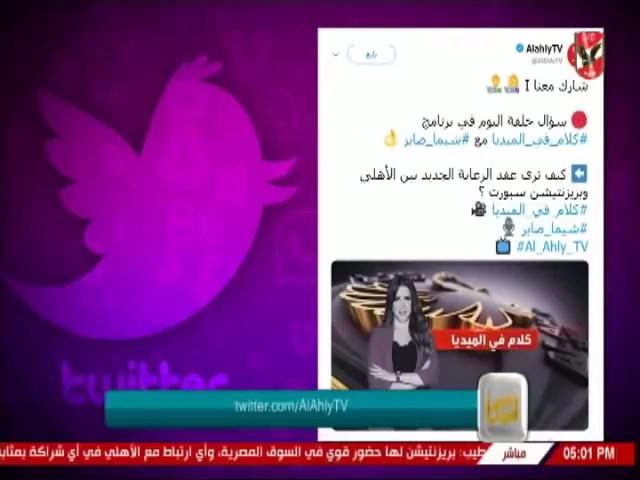 AlahlyTV
@AlAhlyTV
تابع
شارك معنا I
سؤال حلقة اليوم في برنامج
#كلام_في_الميديا مع #شيما_صابر
كيف ترى عقد الرعاية الجديد بين الأهلي
وبريزنتيشن سبورت ؟
#كلام_في_الميديا
#شيما_صابر
#Al_Ahly_TV
كلام في الميديا
twitter
twitter.com/AlAhlyTV
05:01 PM
مباشر
طيب: بريزنتيشن لها حضور قوي في السوق المصرية، وأي ارتباط مع الأهلي في أي شراكة بمثابة